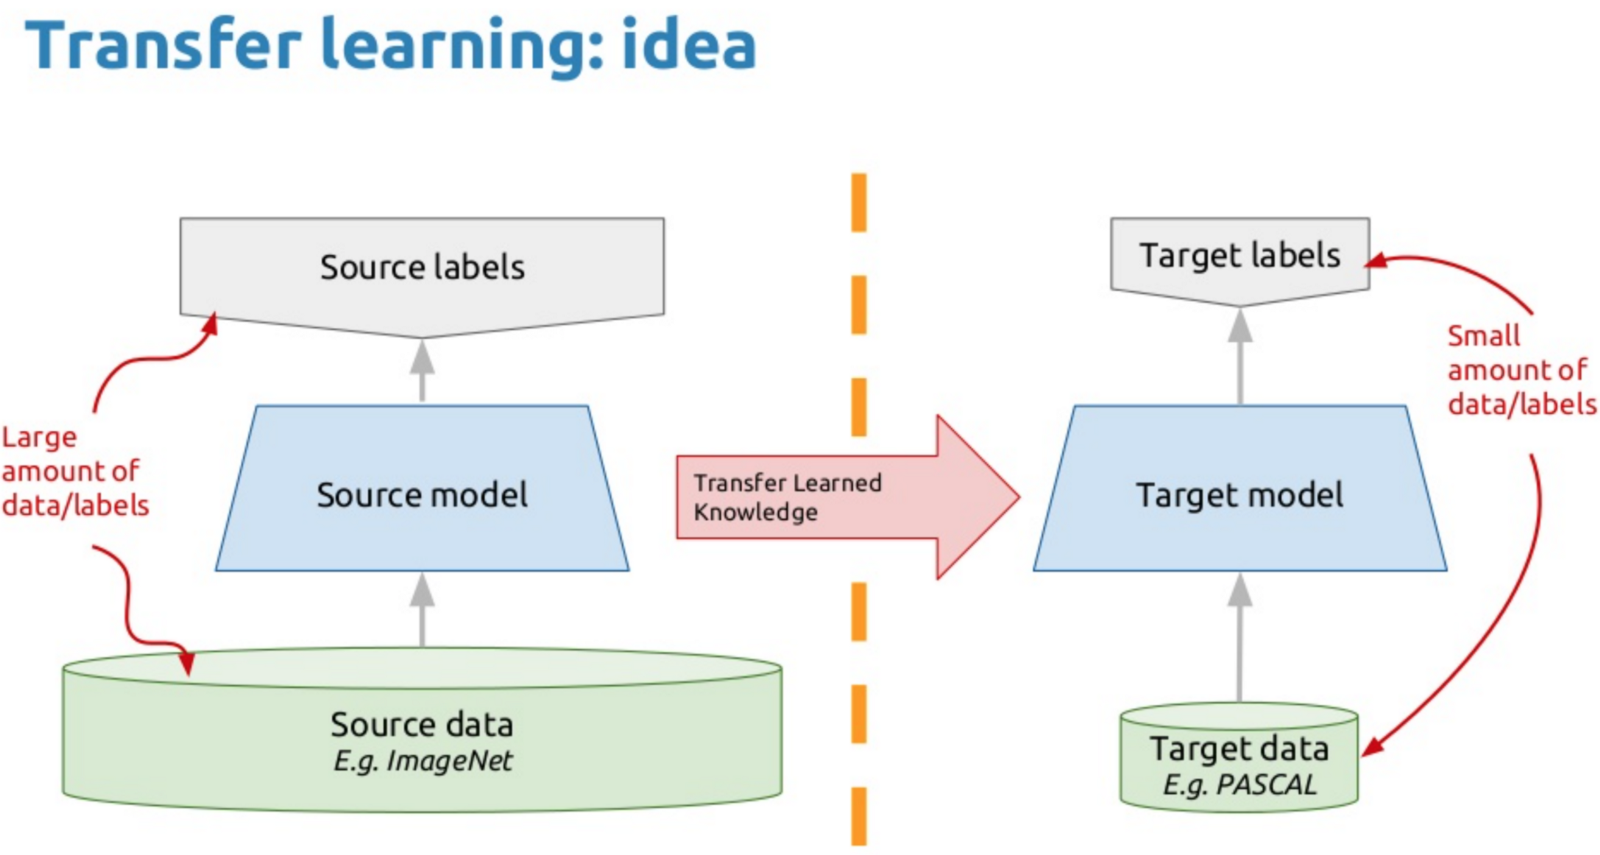 Transfer learning: idea
Source labels
Large
amount of
data/labels
Source model
Source data
E.g. ImageNet
Transfer Learned
Knowledge
Target labels
Small
amount of
data/labels
Target model
Target data
E.g. PASCAL